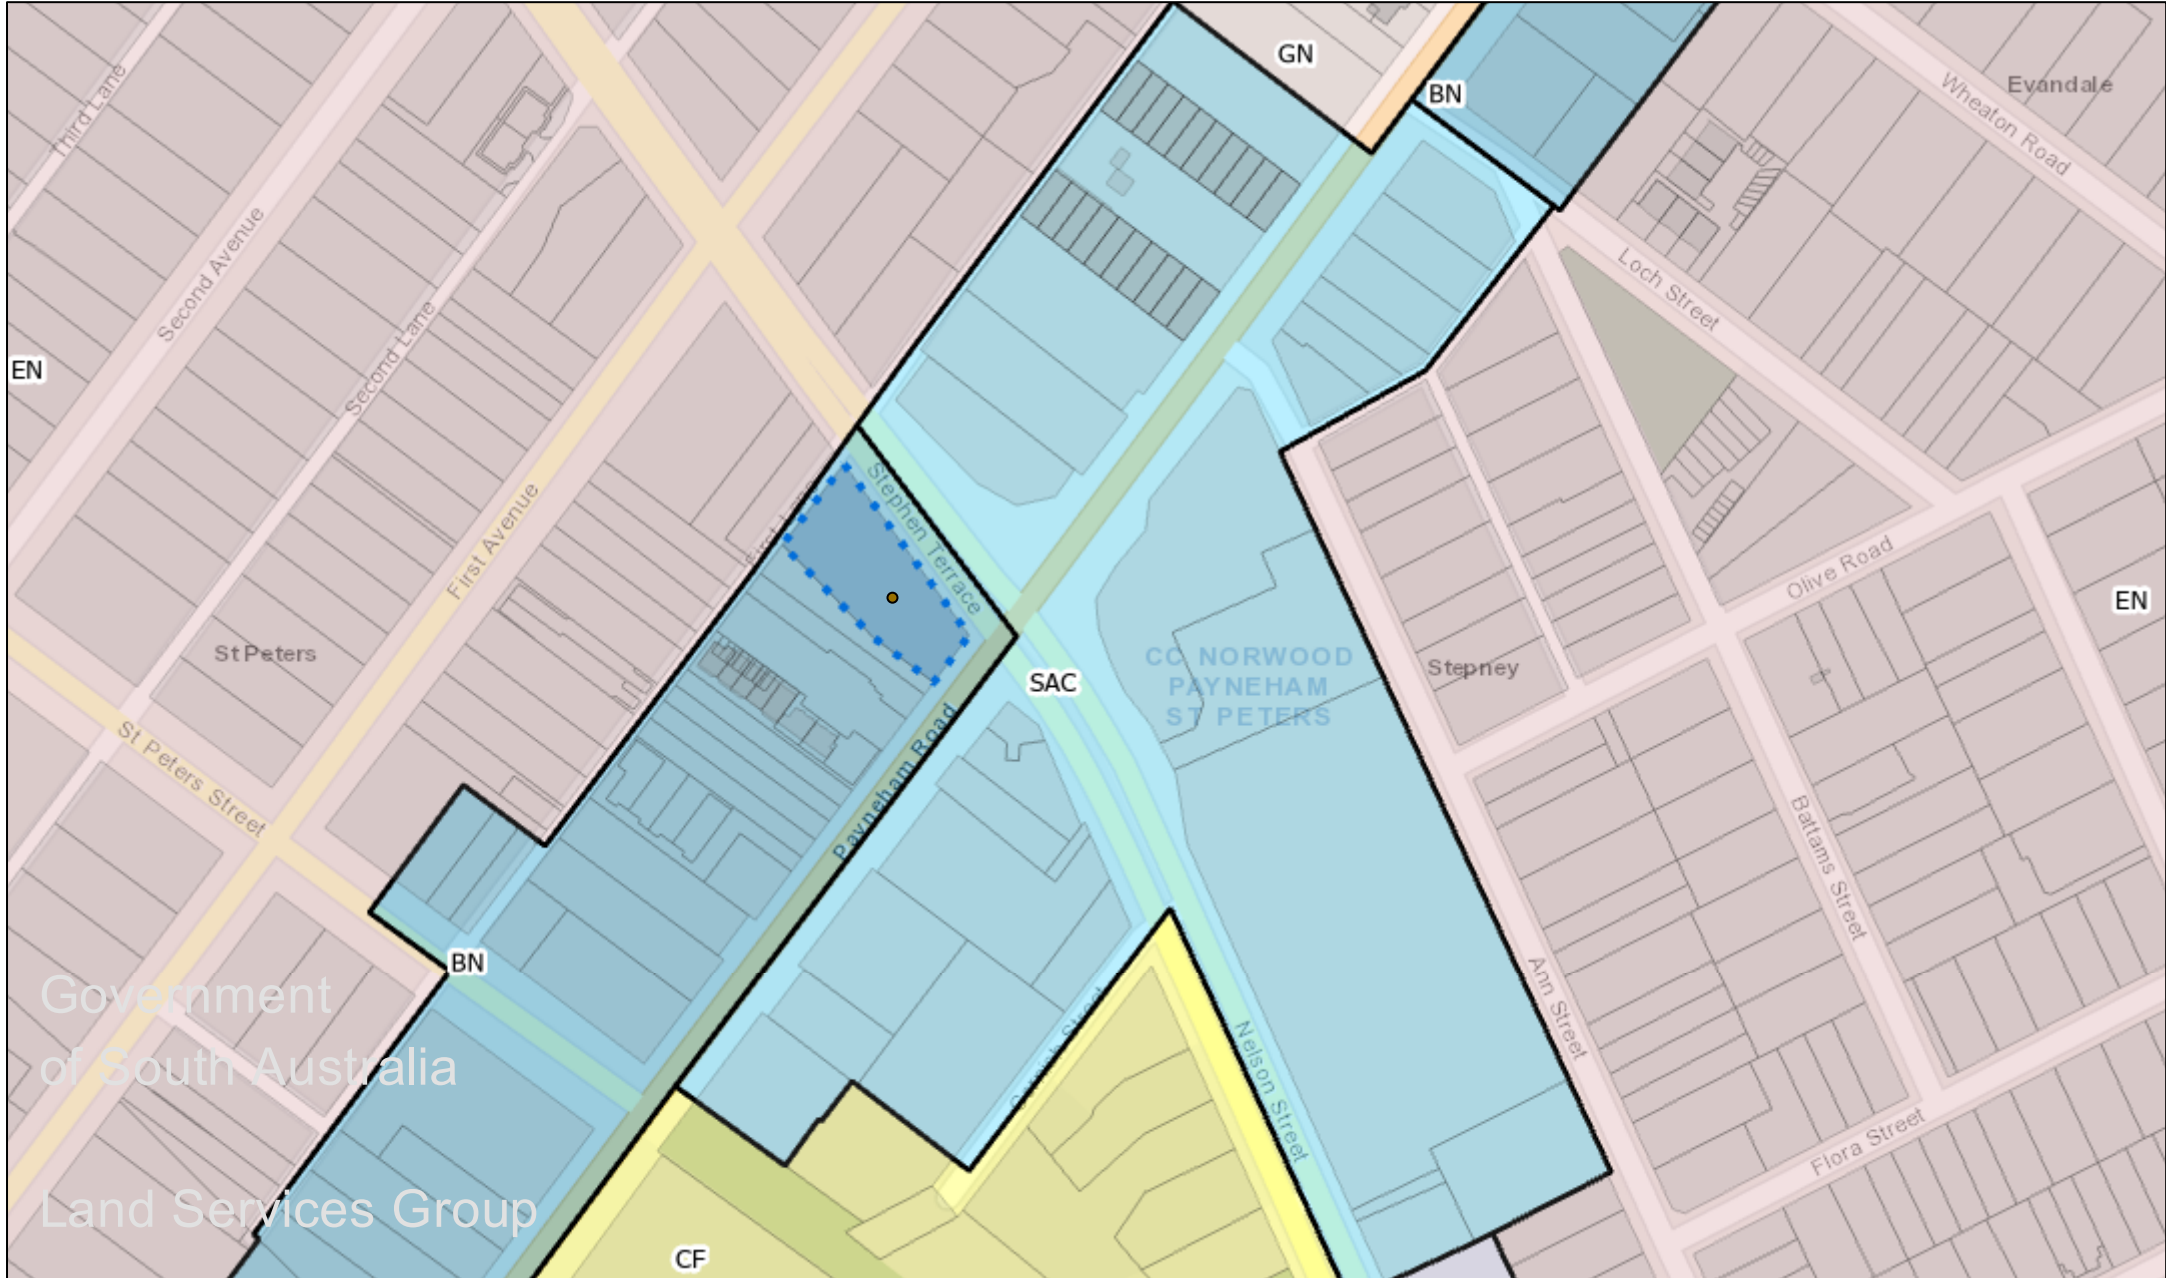 GN
BN
Evandale
Third Lane
Wheaton Road
Second Avenue
Loch Street
Second Lane
EN
Stephen Terrace
First Avenue
Olive Road
EN
St Peters
CC NORWOOD
PAYNEHAM
ST PETERS
Stepney
SAC
St Peters Street
Payneham Road
Battams Street
BN
Government
of South Australia
Land Services Group
Ann Street
Nelson Street
Flora Street
CF